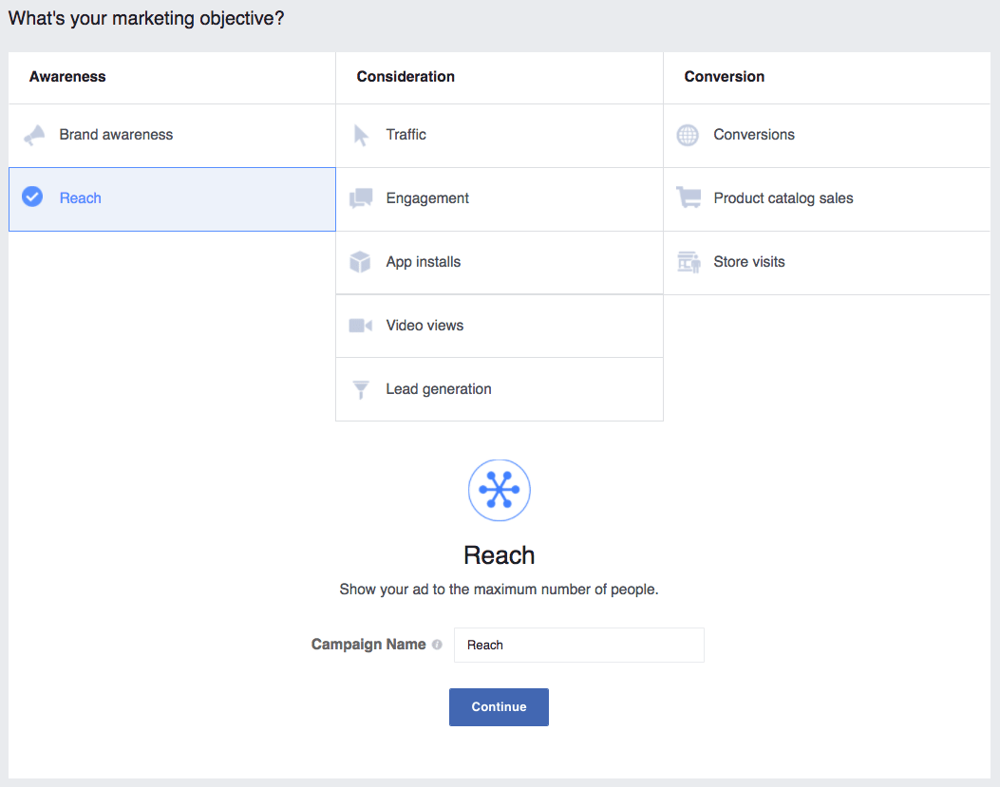 What's your marketing objective?
Awareness
Consideration
Conversion
Brand awareness
Traffic
Conversions
Reach
Engagement
Product catalog sales
App installs
Store visits
Video views
Lead generation
Reach
Show your ad to the maximum number of people.
Campaign Name
Reach
Continue